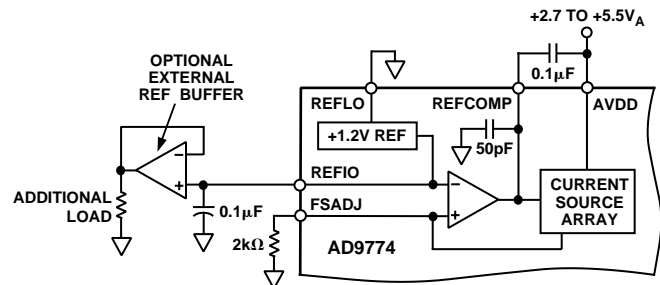 +2.7 TO +5.5VA
OPTIONAL
EXTERNAL
REF BUFFER
0.1µF
REFLO
REFCOMP
AVDD
+1.2V REF
50pF
–
+
REFIO
–
+
ADDITIONAL
LOAD
0.1µF
FSADJ
CURRENT
SOURCE
ARRAY
2kΩ
AD9774